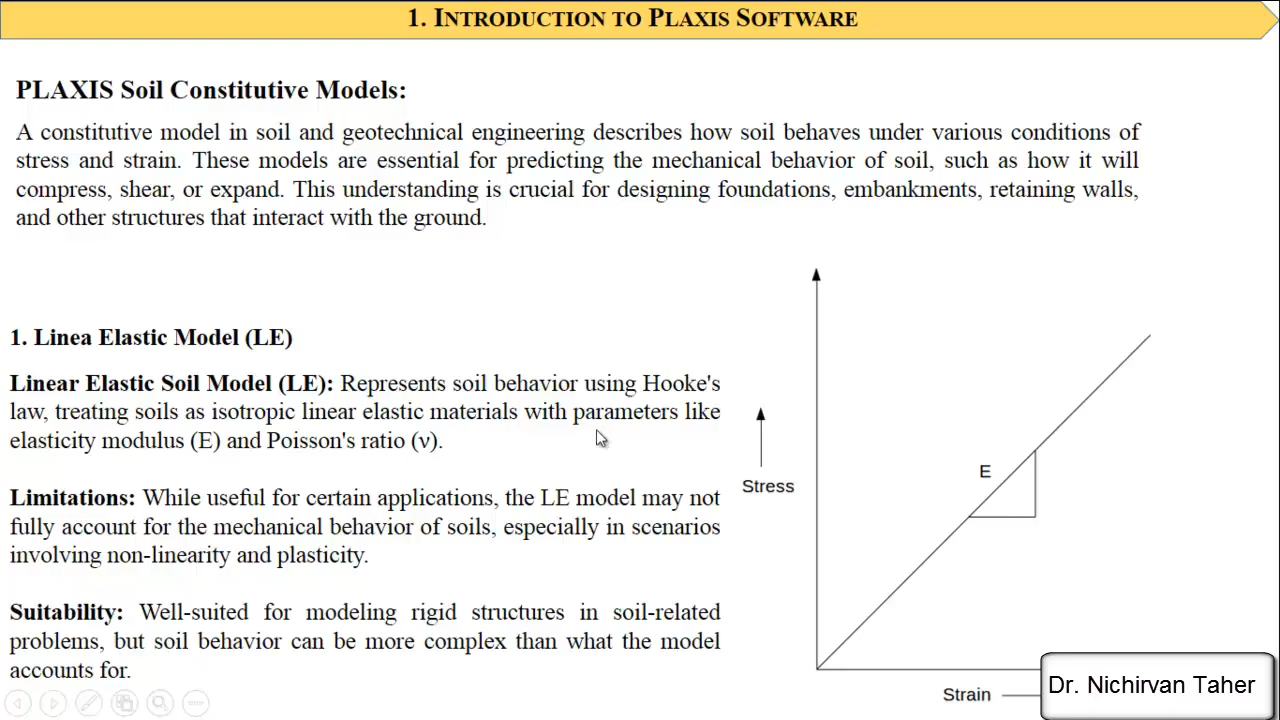 1. INTRODUCTION TO PLAXIS SOFTWARE
PLAXIS Soil Constitutive Models:
A constitutive model in soil and geotechnical engineering describes how soil behaves under various conditions of
stress and strain. These models are essential for predicting the mechanical behavior of soil, such as how it will
compress, shear, or expand. This understanding is crucial for designing foundations, embankments, retaining walls,
and other structures that interact with the ground.
1. Linea Elastic Model (LE)
Linear Elastic Soil Model (LE): Represents soil behavior using Hooke's
law, treating soils as isotropic linear elastic materials with parameters like
elasticity modulus (E) and Poisson's ratio (ν).
Limitations: While useful for certain applications, the LE model may not
fully account for the mechanical behavior of soils, especially in scenarios
involving non-linearity and plasticity.
Suitability: Well-suited for modeling rigid structures in soil-related
problems, but soil behavior can be more complex than what the model
accounts for.
E
Stress
Strain
Dr. Nichirvan Taher